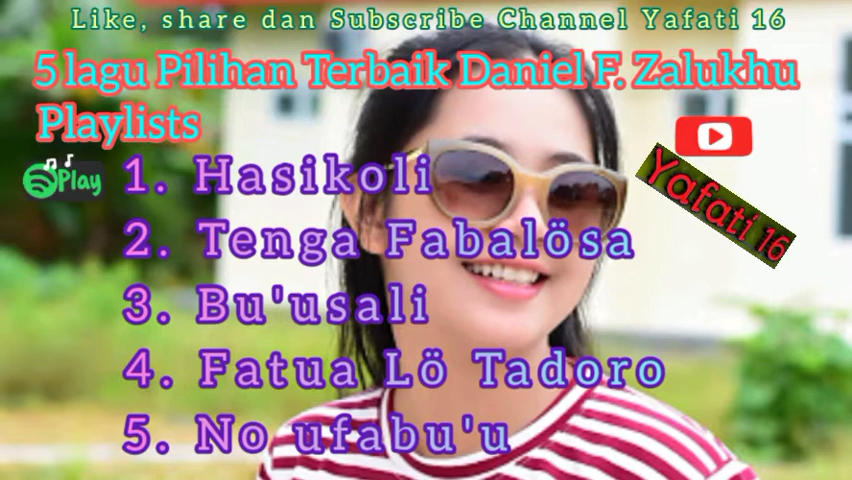 Like, share dan Subscribe Channel Yafati 16
5 lagu Pilihan Terbaik Daniel F. Zalukhu
Playlists
Play
1. Hasikoli
2. Tenga Fabalösa
3. Bu'usali
4. Fatua Lö Tadoro
5. No ufabu'u
Yafati 16